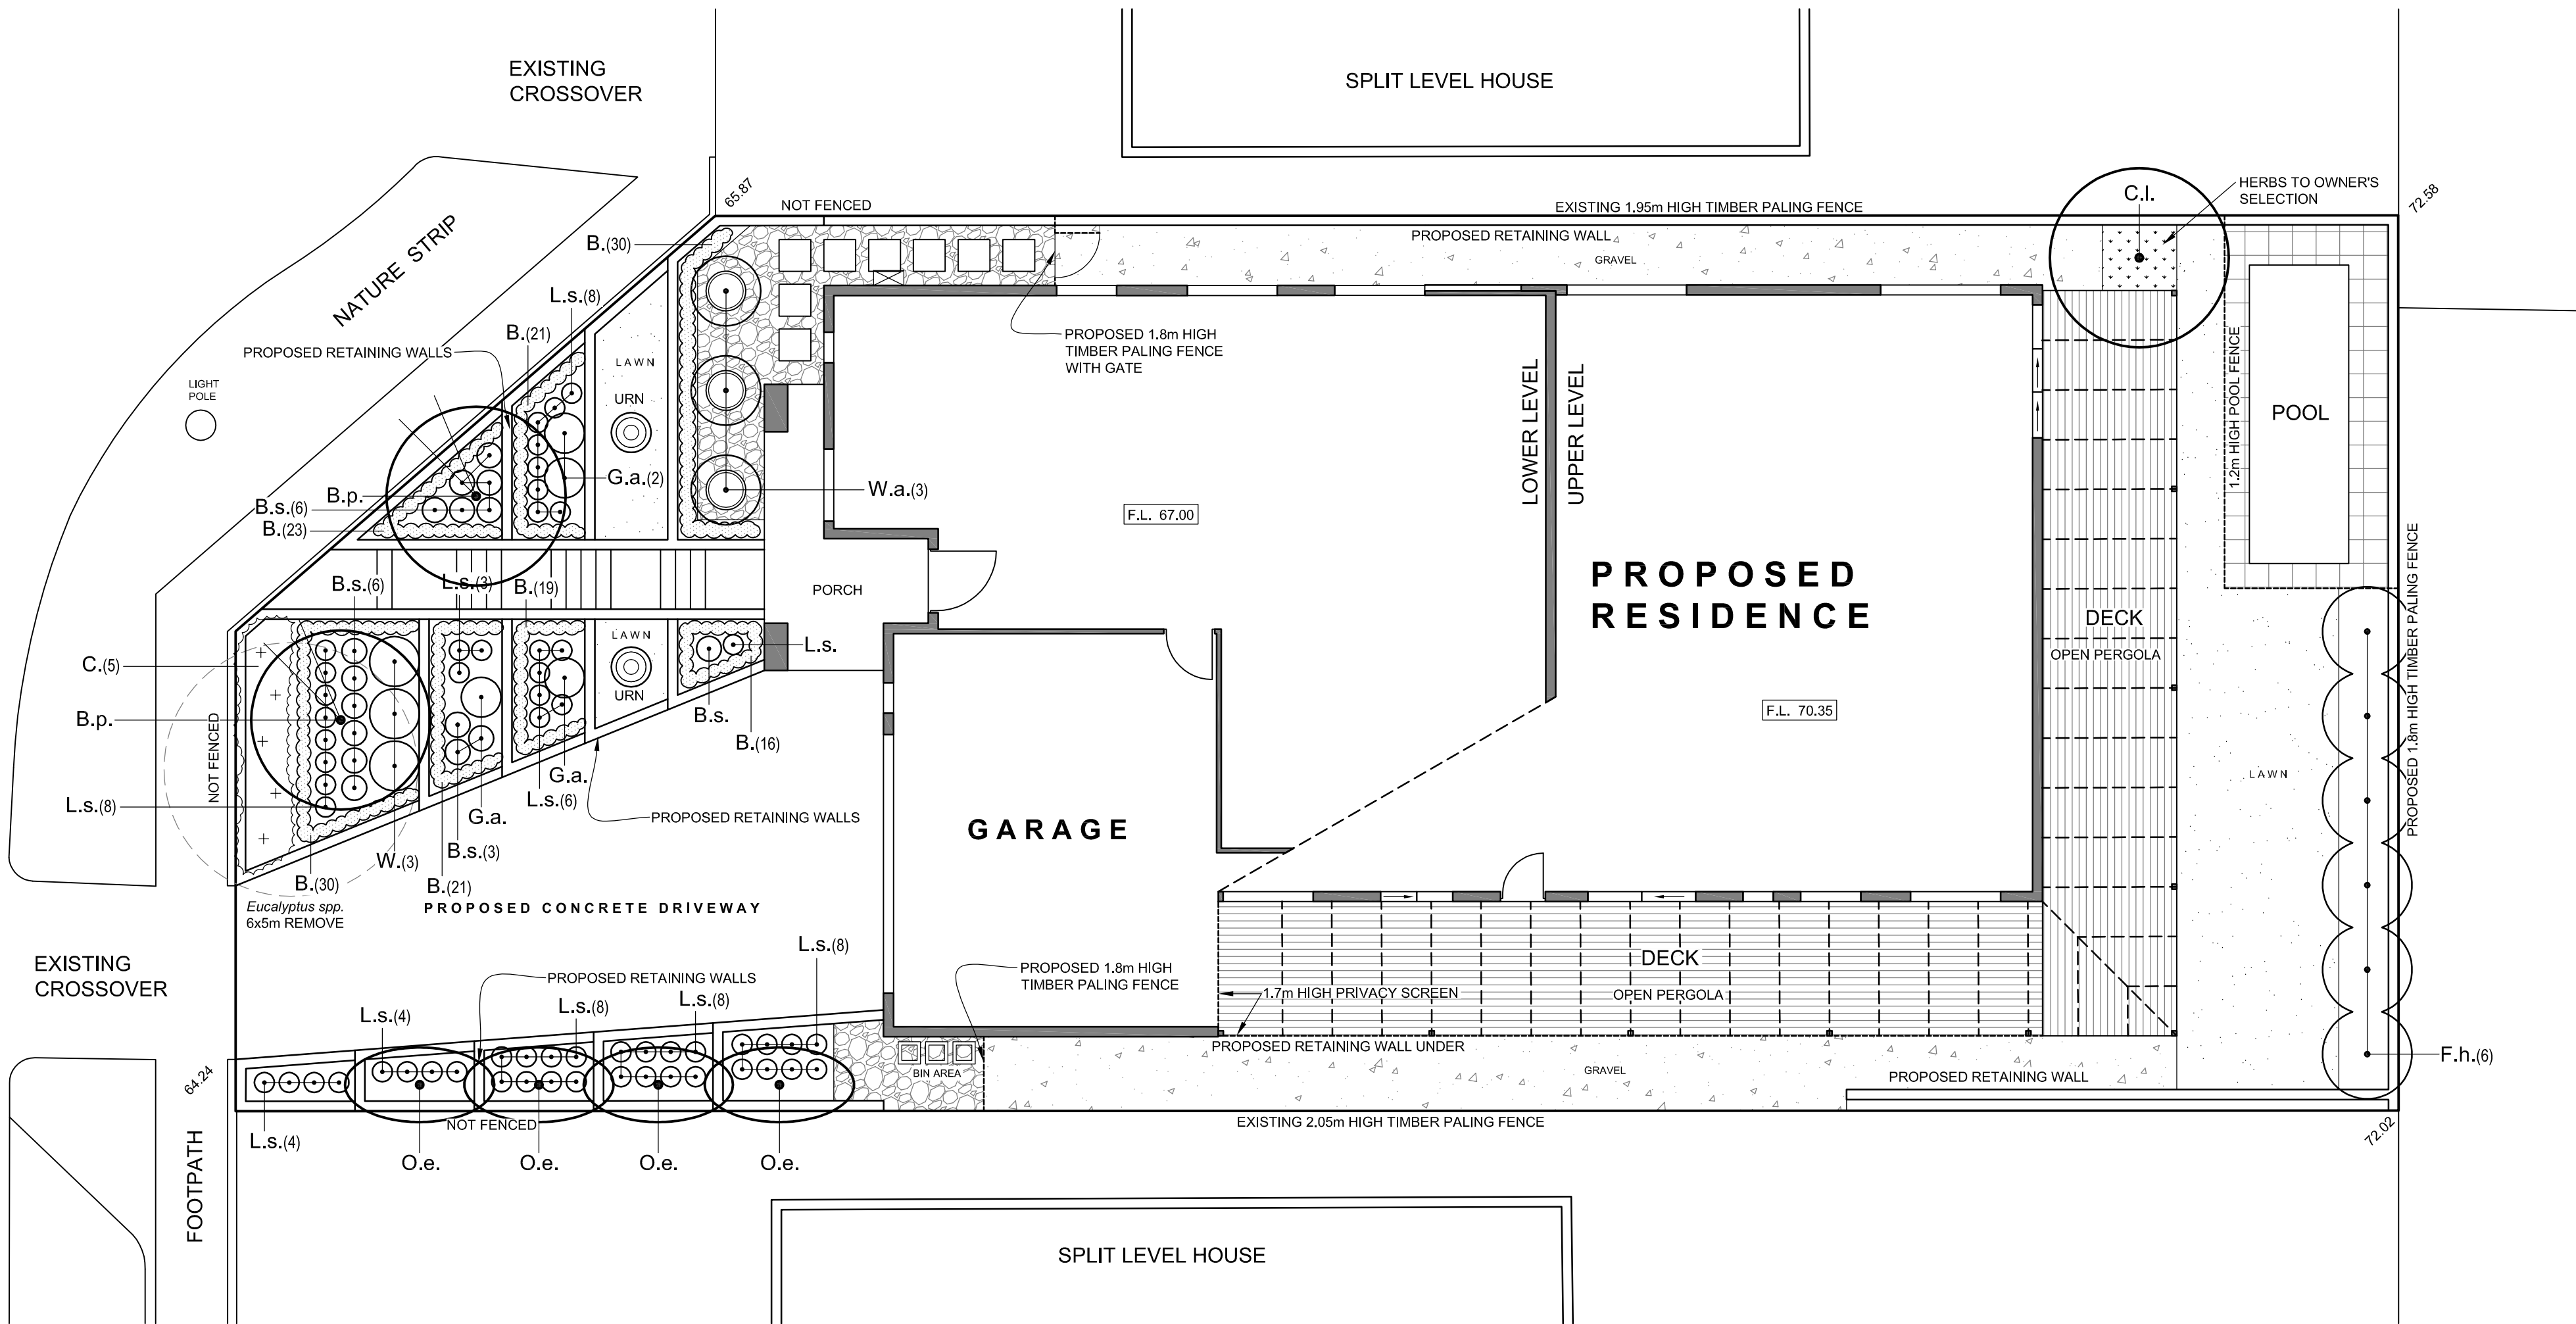 EXISTING
CROSSOVER
SPLIT LEVEL HOUSE
NATURE STRIP
65.87
NOT FENCED
EXISTING 1.95m HIGH TIMBER PALING FENCE
C.l.
HERBS TO OWNER'S
SELECTION
72.58
B.(30)
PROPOSED RETAINING WALL
GRAVEL
L.s.(8)
B.(21)
PROPOSED RETAINING WALLS
LAWN
URN
PROPOSED 1.8m HIGH
TIMBER PALING FENCE
WITH GATE
LIGHT
POLE
LOWER LEVEL
UPPER LEVEL
1.2m HIGH POOL FENCE
POOL
G.a.(2)
W.a.(3)
B.p.
B.s.(6)
B.(23)
F.L. 67.00
PROPOSED
RESIDENCE
PROPOSED 1.8m HIGH TIMBER PALING FENCE
B.s.(6)
L.s.(3)
B.(19)
PORCH
DECK
OPEN PERGOLA
LAWN
URN
L.s.
C.(5)
B.p.
NOT FENCED
B.s.
B.(16)
F.L. 70.35
LAWN
L.s.(8)
G.a.
L.s.(6)
G.a.
PROPOSED RETAINING WALLS
GARAGE
B.s.(3)
W.(3)
B.(30)
B.(21)
Eucalyptus spp.
6x5m REMOVE
PROPOSED CONCRETE DRIVEWAY
EXISTING
CROSSOVER
L.s.(8)
PROPOSED RETAINING WALLS
L.s.(8)
L.s.(8)
L.s.(4)
PROPOSED 1.8m HIGH
TIMBER PALING FENCE
DECK
1.7m HIGH PRIVACY SCREEN
OPEN PERGOLA
PROPOSED RETAINING WALL UNDER
F.h.(6)
64.24
BIN AREA
GRAVEL
PROPOSED RETAINING WALL
L.s.(4)
NOT FENCED
EXISTING 2.05m HIGH TIMBER PALING FENCE
72.02
O.e.
O.e.
O.e.
O.e.
FOOTPATH
SPLIT LEVEL HOUSE